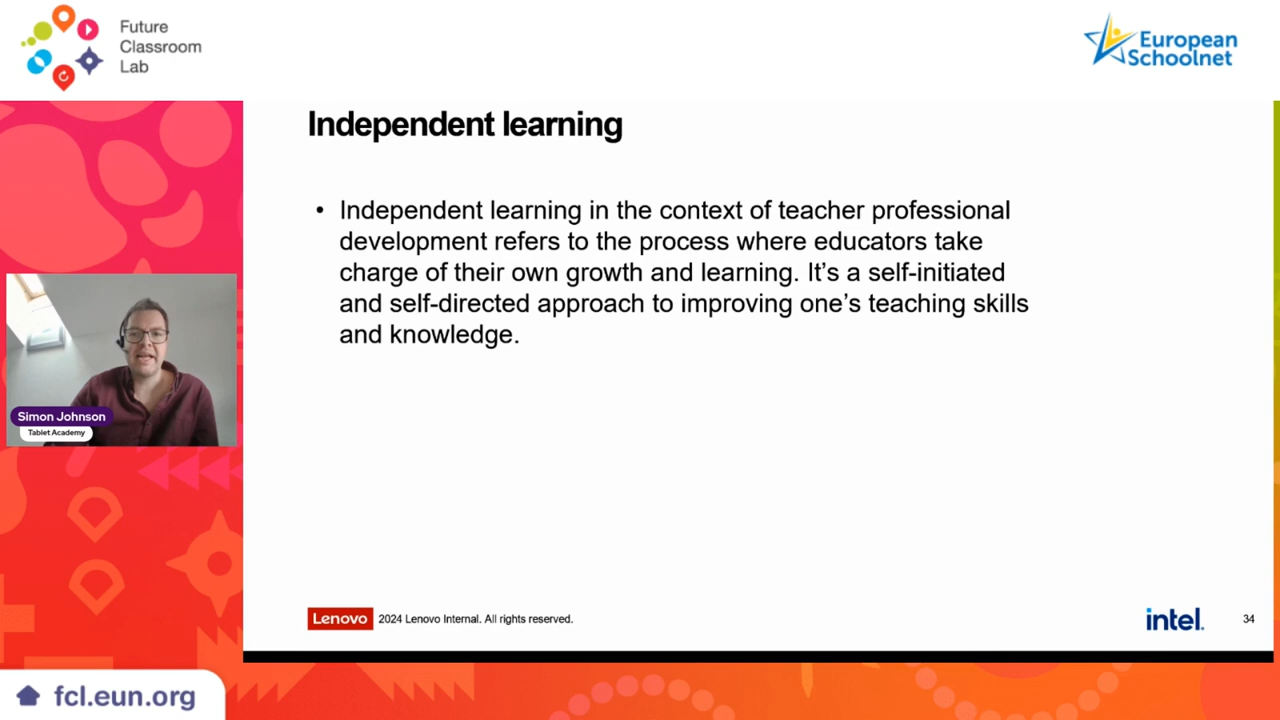 Future
Classroom
Lab
European
Schoolnet
Independent learning
• Independent learning in the context of teacher professional
development refers to the process where educators take
charge of their own growth and learning. It’s a self-initiated
and self-directed approach to improving one’s teaching skills
and knowledge.
Simon Johnson
Tablet Academy
Lenovo 2024 Lenovo Internal. All rights reserved.
intel. 34
fcl.eun.org